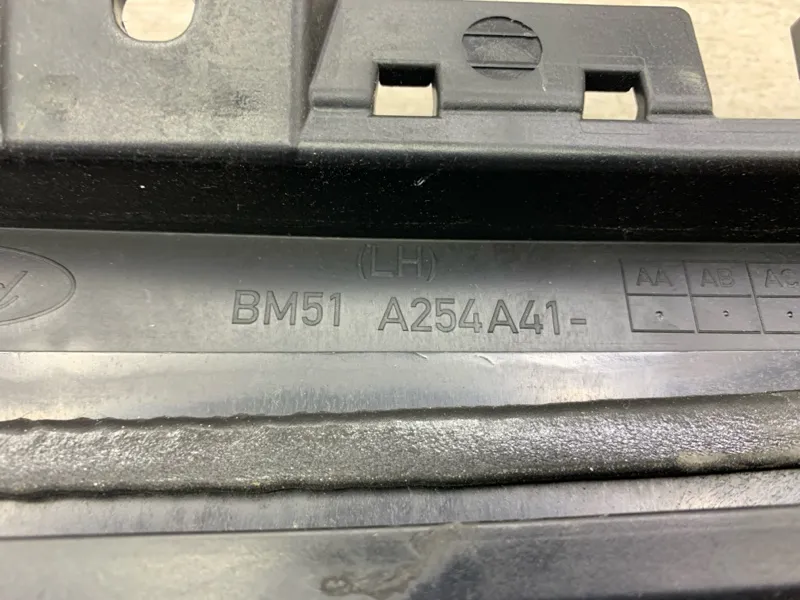 (LH)
BM51 A254A41-
AA AB AC